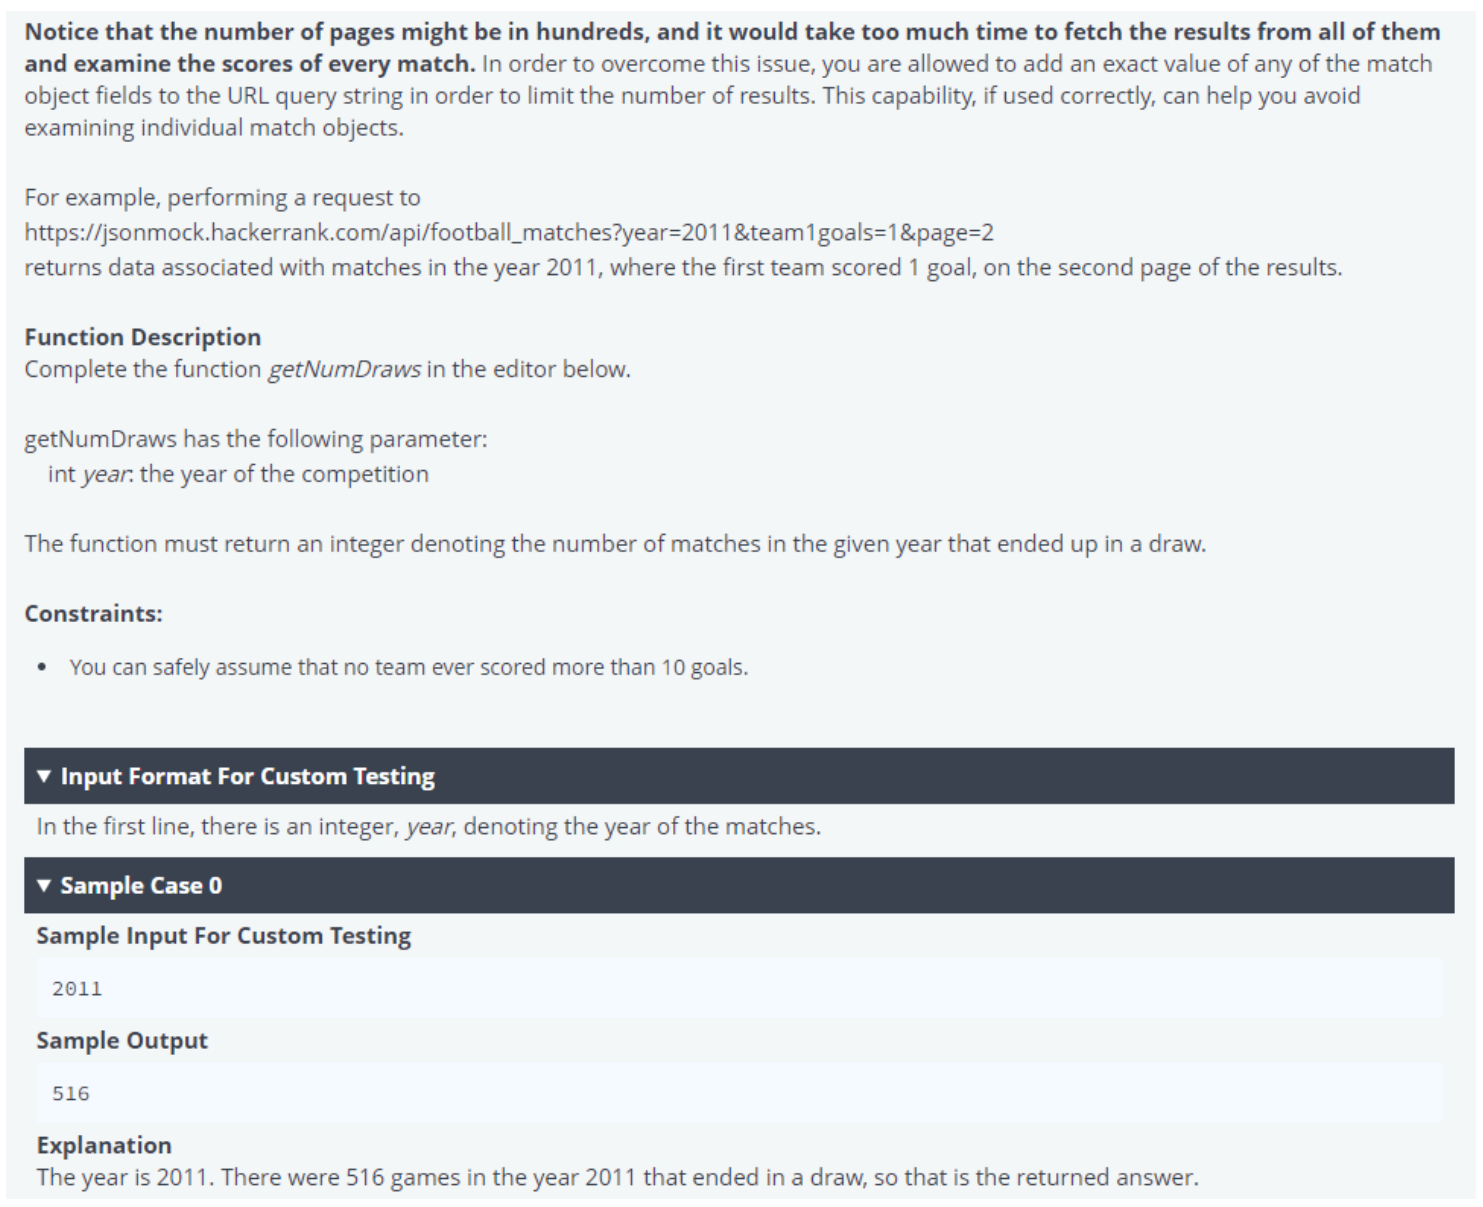 Notice that the number of pages might be in hundreds, and it would take too much time to fetch the results from all of them
and examine the scores of every match. In order to overcome this issue, you are allowed to add an exact value of any of the match
object fields to the URL query string in order to limit the number of results. This capability, if used correctly, can help you avoid
examining individual match objects.
For example, performing a request to
https://jsonmock.hackerrank.com/api/football_matches?year=2011&team1goals=1&page=2
returns data associated with matches in the year 2011, where the first team scored 1 goal, on the second page of the results.
Function Description
Complete the function getNumDraws in the editor below.
getNumDraws has the following parameter:
int year: the year of the competition
The function must return an integer denoting the number of matches in the given year that ended up in a draw.
Constraints:
• You can safely assume that no team ever scored more than 10 goals.
▼ Input Format For Custom Testing
In the first line, there is an integer, year, denoting the year of the matches.
▼ Sample Case 0
Sample Input For Custom Testing
2011
Sample Output
516
Explanation
The year is 2011. There were 516 games in the year 2011 that ended in a draw, so that is the returned answer.